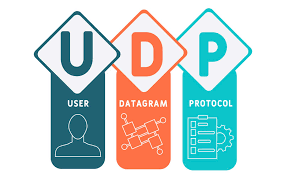 U D P
USER DATAGRAM PROTOCOL